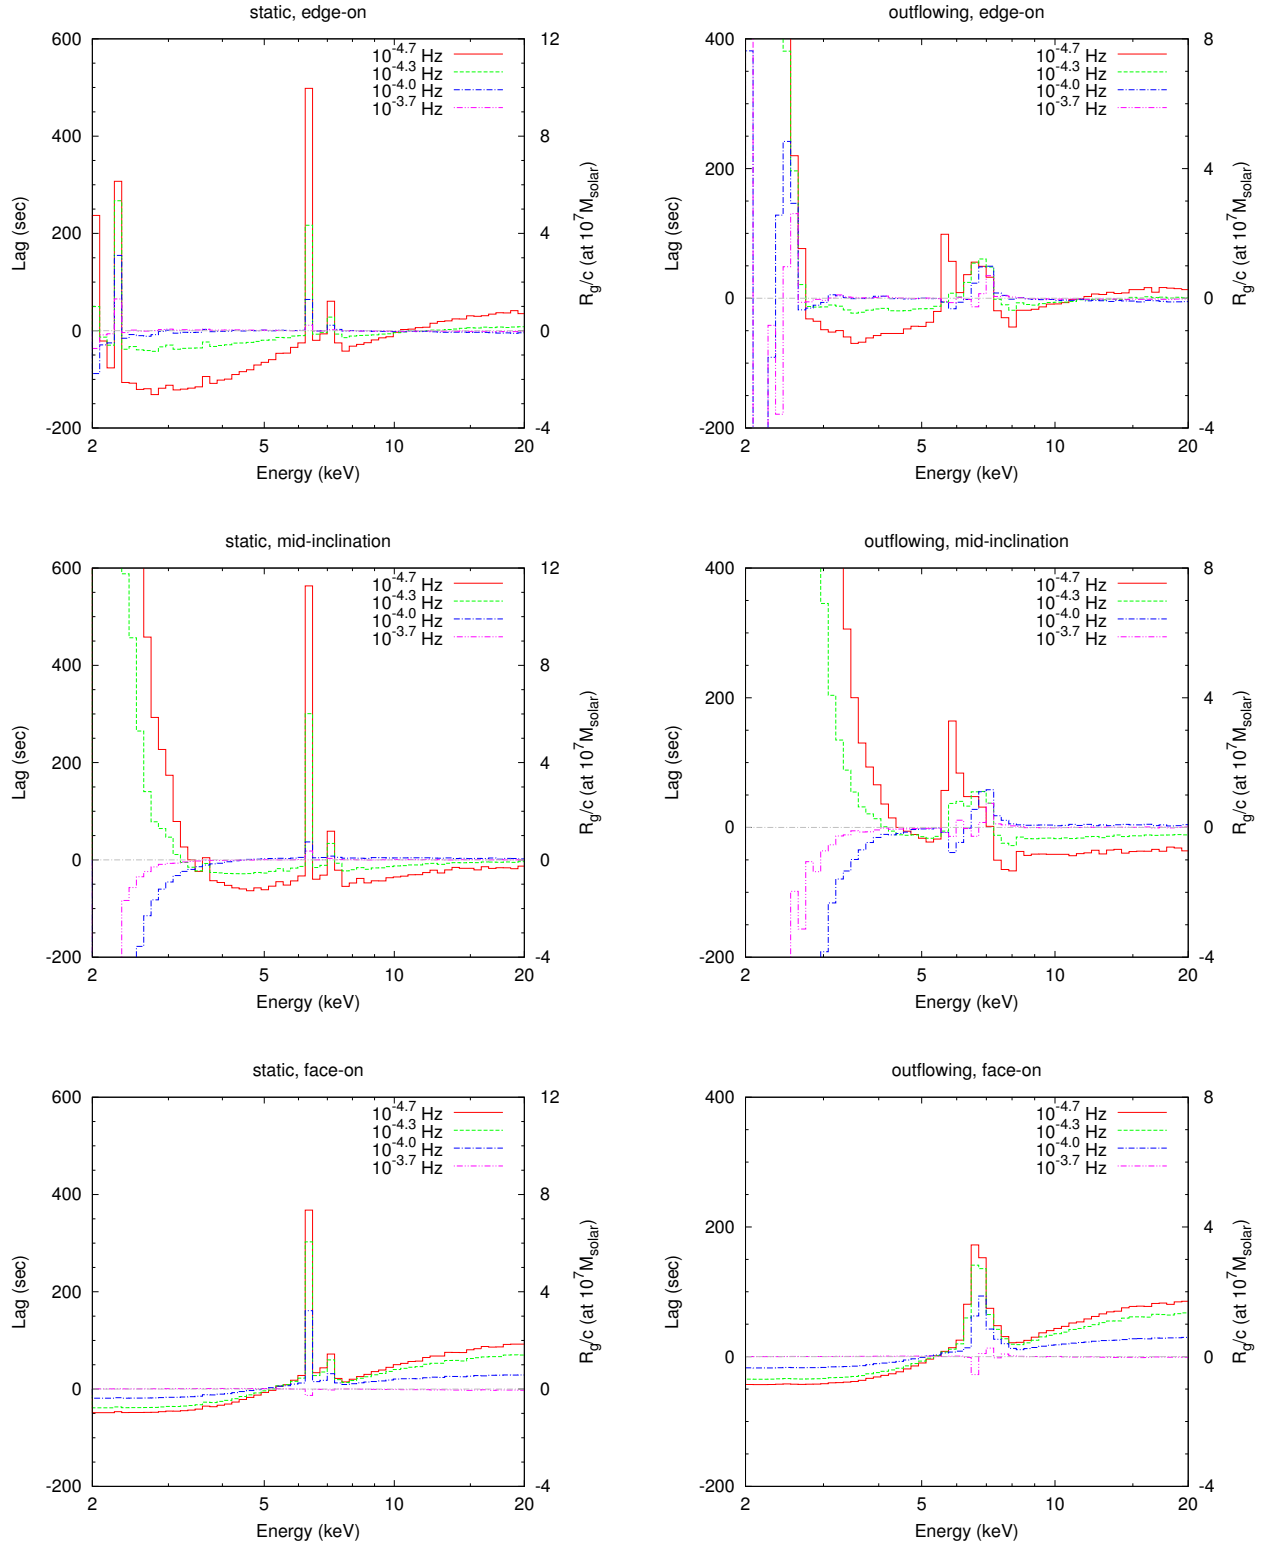 static, edge-on
600
400
200
0
-200
12
8
4
0
-4
10^-4.7 Hz
10^-4.3 Hz
10^-4.0 Hz
10^-3.7 Hz
Lag (sec)
R_g/c (at 10^7 M_solar)
2
5
10
20
Energy (keV)
outflowing, edge-on
400
200
0
-200
8
4
0
-4
10^-4.7 Hz
10^-4.3 Hz
10^-4.0 Hz
10^-3.7 Hz
Lag (sec)
R_g/c (at 10^7 M_solar)
2
5
10
20
Energy (keV)
static, mid-inclination
600
400
200
0
-200
12
8
4
0
-4
10^-4.7 Hz
10^-4.3 Hz
10^-4.0 Hz
10^-3.7 Hz
Lag (sec)
R_g/c (at 10^7 M_solar)
2
5
10
20
Energy (keV)
outflowing, mid-inclination
400
200
0
-200
8
4
0
-4
10^-4.7 Hz
10^-4.3 Hz
10^-4.0 Hz
10^-3.7 Hz
Lag (sec)
R_g/c (at 10^7 M_solar)
2
5
10
20
Energy (keV)
static, face-on
600
400
200
0
-200
12
8
4
0
-4
10^-4.7 Hz
10^-4.3 Hz
10^-4.0 Hz
10^-3.7 Hz
Lag (sec)
R_g/c (at 10^7 M_solar)
2
5
10
20
Energy (keV)
outflowing, face-on
400
200
0
-200
8
4
0
-4
10^-4.7 Hz
10^-4.3 Hz
10^-4.0 Hz
10^-3.7 Hz
Lag (sec)
R_g/c (at 10^7 M_solar)
2
5
10
20
Energy (keV)